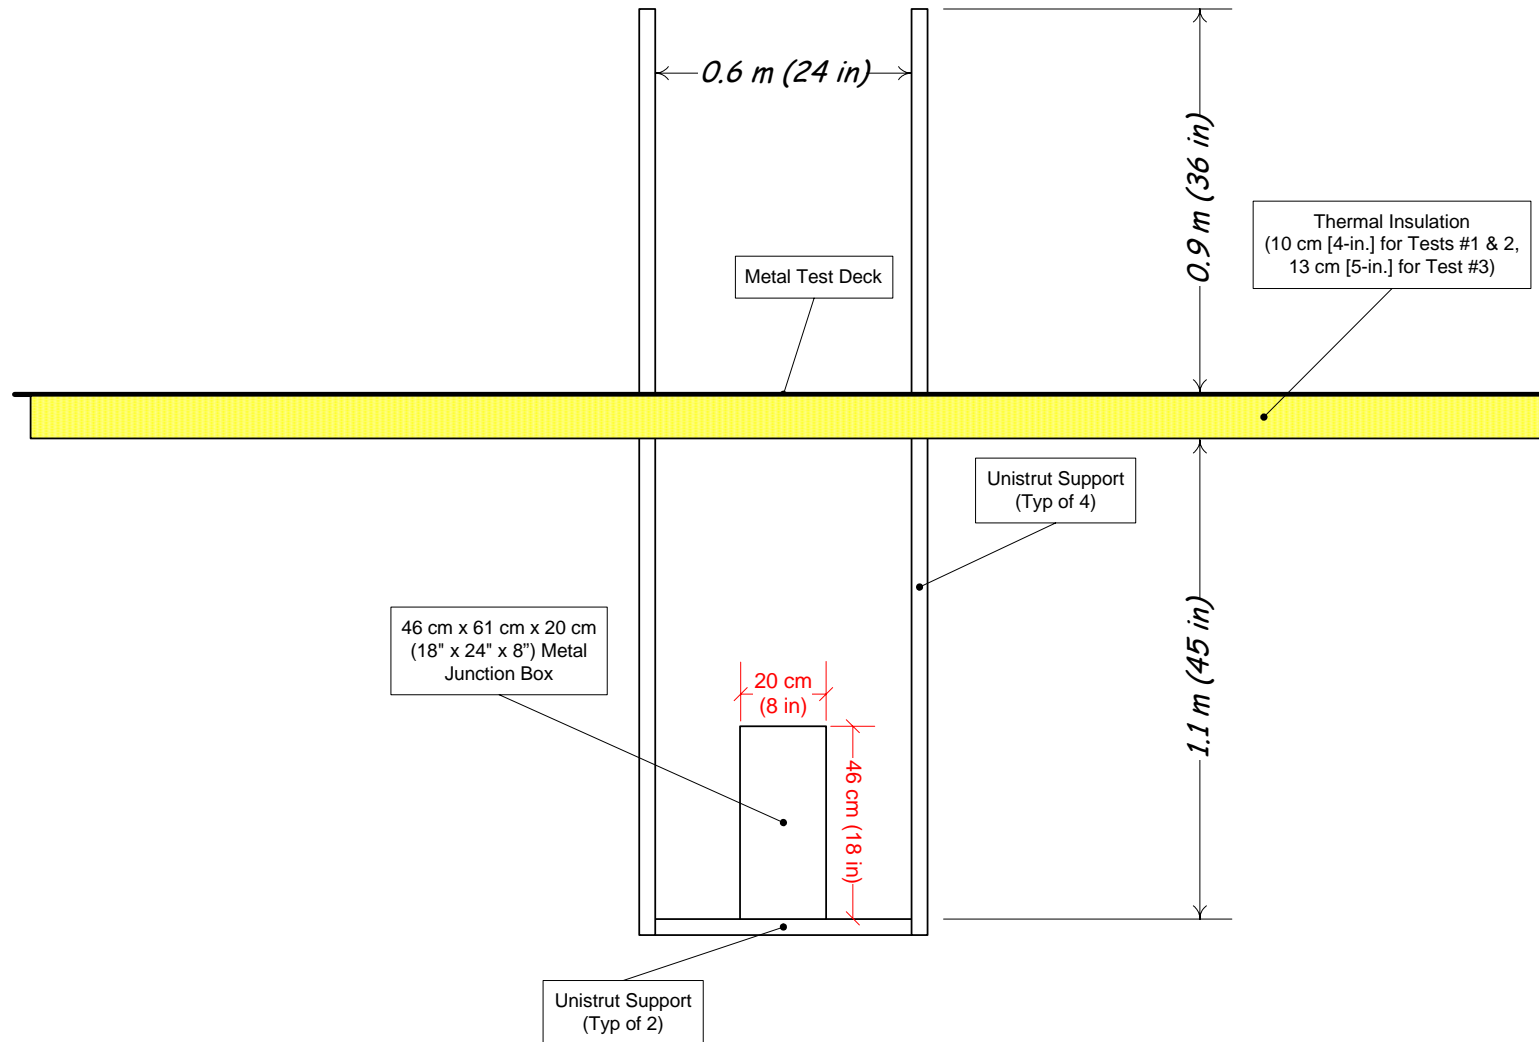 0.6 m (24 in)
0.9 m (36 in)
Thermal Insulation
(10 cm [4-in.] for Tests #1 & 2,
13 cm [5-in.] for Test #3)
Metal Test Deck
Unistrut Support
(Typ of 4)
46 cm x 61 cm x 20 cm
(18" x 24" x 8”) Metal
Junction Box
20 cm
(8 in)
46 cm (18 in)
1.1 m (45 in)
Unistrut Support
(Typ of 2)